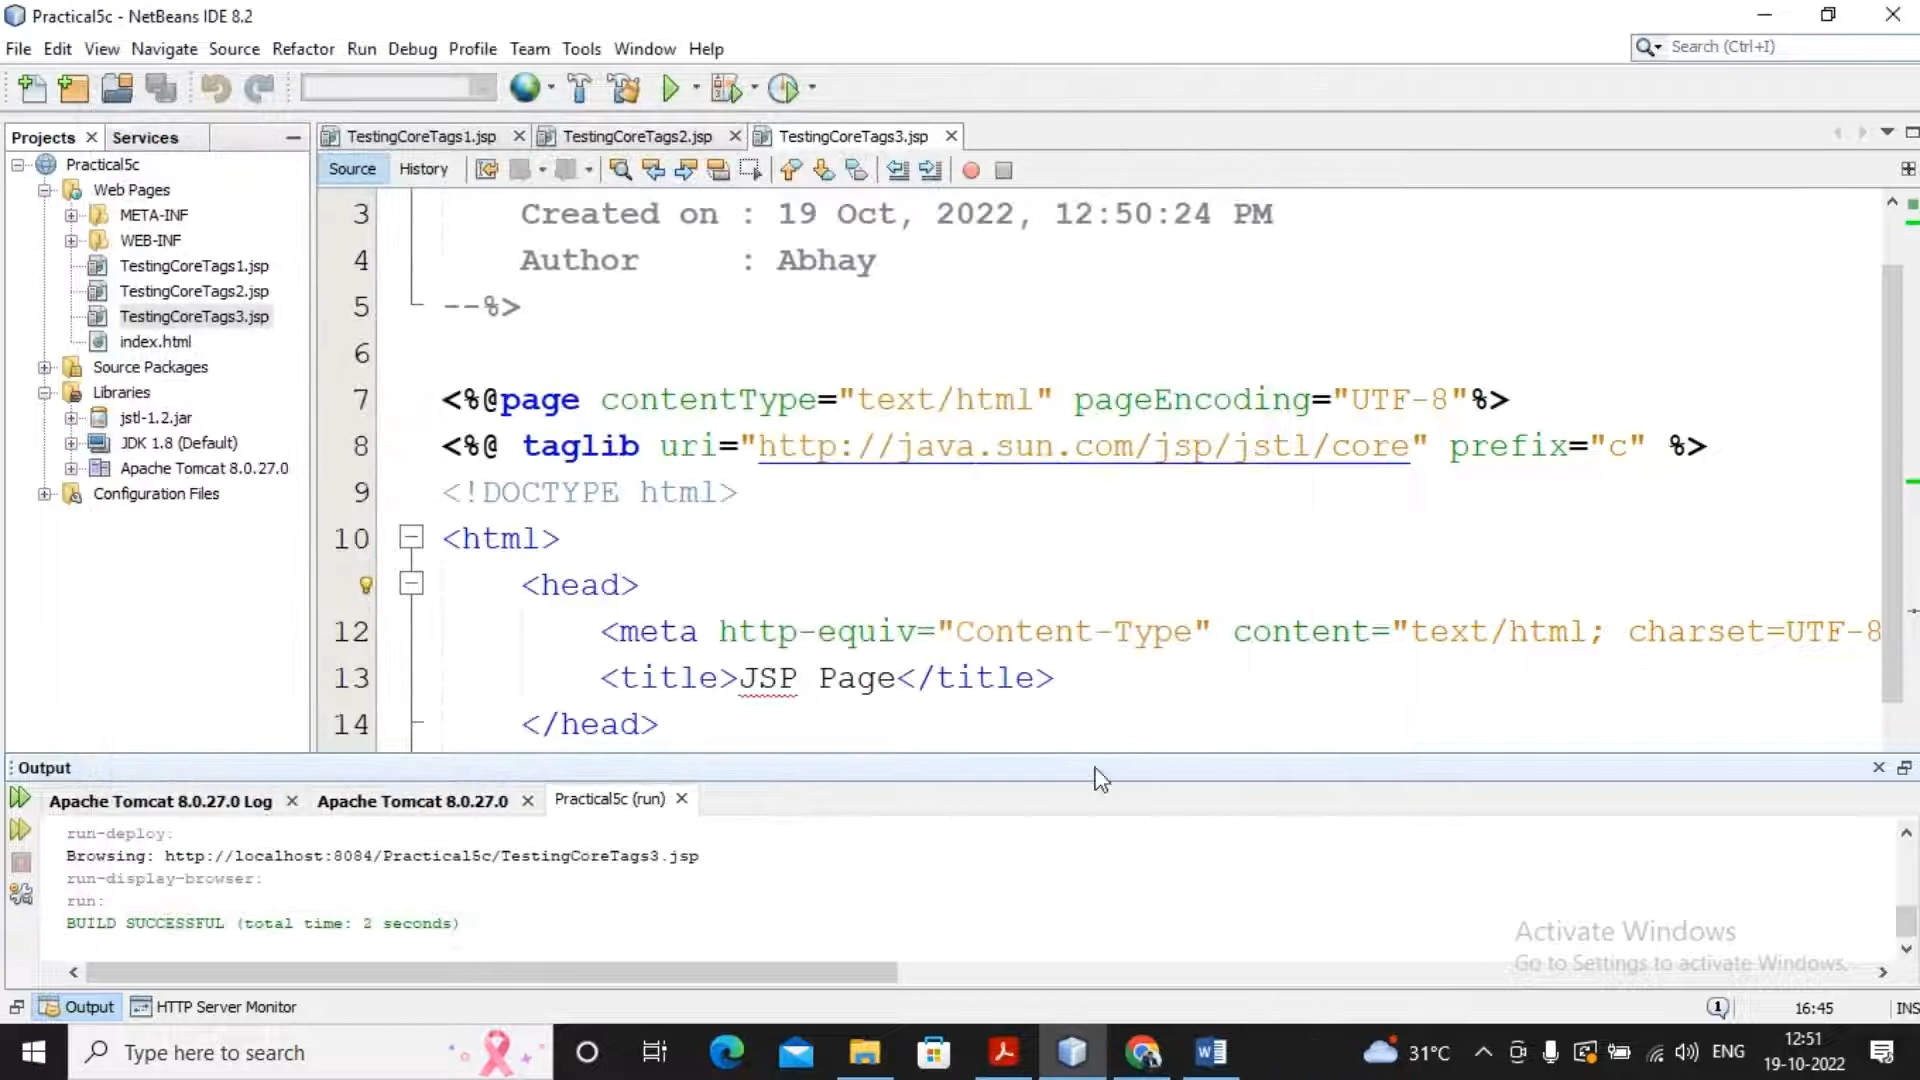 Practical5c - NetBeans IDE 8.2
File Edit View Navigate Source Refactor Run Debug Profile Team Tools Window Help
Search (Ctrl+I)
Projects Services
TestingCoreTags1.jsp TestingCoreTags2.jsp TestingCoreTags3.jsp
Source History
Practical5c
Web Pages
META-INF
WEB-INF
TestingCoreTags1.jsp
TestingCoreTags2.jsp
TestingCoreTags3.jsp
index.html
Source Packages
Libraries
jstl-1.2.jar
JDK 1.8 (Default)
Apache Tomcat 8.0.27.0
Configuration Files
3 Created on : 19 Oct, 2022, 12:50:24 PM
4 Author : Abhay
5 --%>
6
7 <%@page contentType="text/html" pageEncoding="UTF-8"%>
8 <%@ taglib uri="http://java.sun.com/jsp/jstl/core" prefix="c" %>
9 <!DOCTYPE html>
10 <html>
<head>
12 <meta http-equiv="Content-Type" content="text/html; charset=UTF-8
13 <title>JSP Page</title>
14 </head>
Output
Apache Tomcat 8.0.27.0 Log Apache Tomcat 8.0.27.0 Practical5c (run)
run-deploy:
Browsing: http://localhost:8084/Practical5c/TestingCoreTags3.jsp
run-display-browser:
run:
BUILD SUCCESSFUL (total time: 2 seconds)
Activate Windows
Go to Settings to activate Windows.
Output HTTP Server Monitor
1 16:45 INS
Type here to search
31°C ENG
12:51
19-10-2022